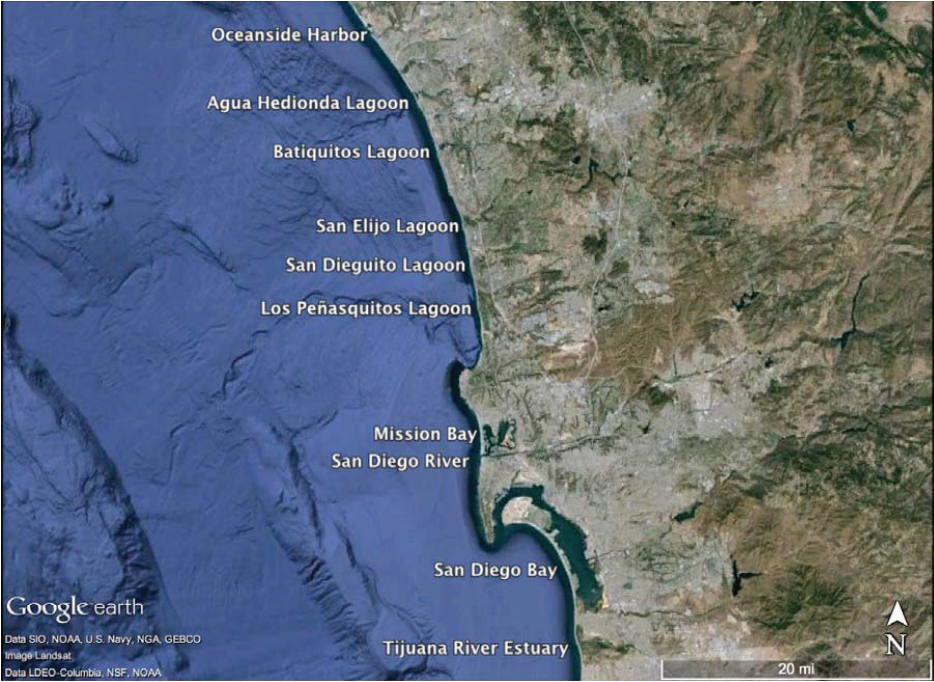 Oceanside Harbor
Agua Hedionda Lagoon
Batiquitos Lagoon
San Elijo Lagoon
San Dieguito Lagoon
Los Peñasquitos Lagoon
Mission Bay
San Diego River
San Diego Bay
Tijuana River Estuary
Google earth
Data SIO, NOAA, U.S. Navy, NGA, GEBCO
Image Landsat
Data LDEO-Columbia, NSF, NOAA
N
20 mi